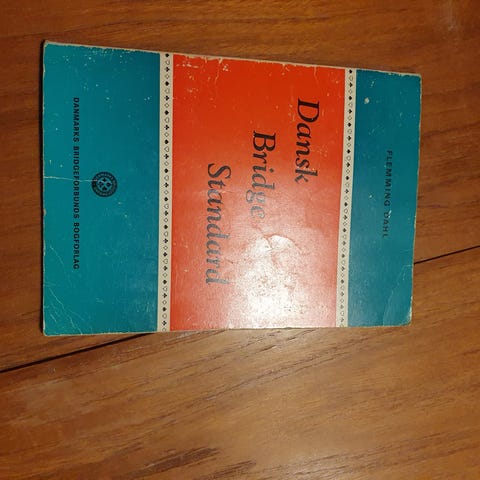 FLEMMING DAHL
Dansk
Bridge
Standard
DANMARKS BRIDGEFORBUNDS BOGFORLAG